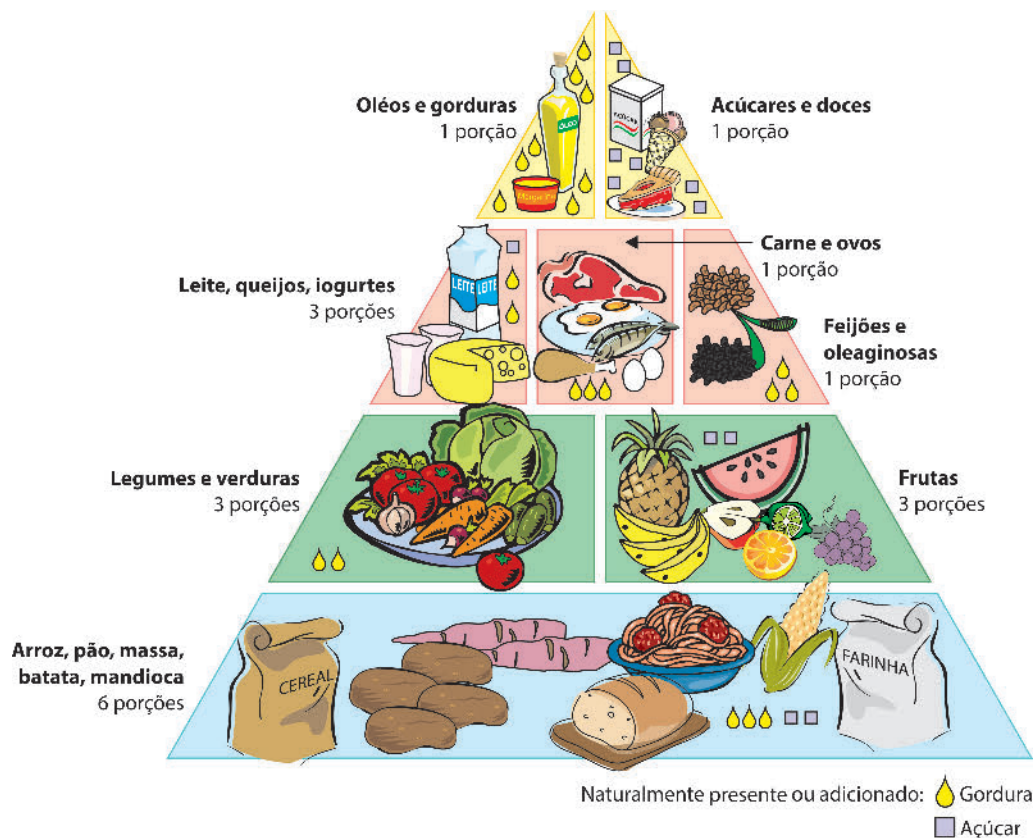 Oléos e gorduras
1 porção
ÓLEO
Acúcares e doces
1 porção
Leite, queijos, iogurtes
3 porções
LEITE LEITE
Carne e ovos
1 porção
Feijões e
oleaginosas
1 porção
Legumes e verduras
3 porções
Frutas
3 porções
Arroz, pão, massa,
batata, mandioca
6 porções
CEREAL
FARINHA
Naturalmente presente ou adicionado:
Gordura
Açúcar